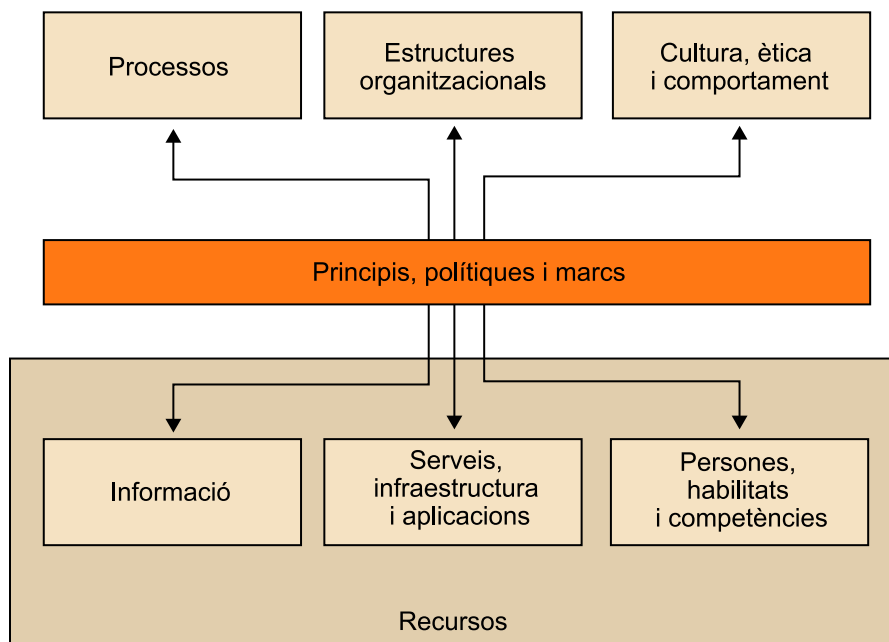 Processos
Estructures
organitzacionals
Cultura, ètica
i comportament
Principis, polítiques i marcs
Informació
Serveis,
infraestructura
i aplicacions
Persones,
habilitats
i competències
Recursos